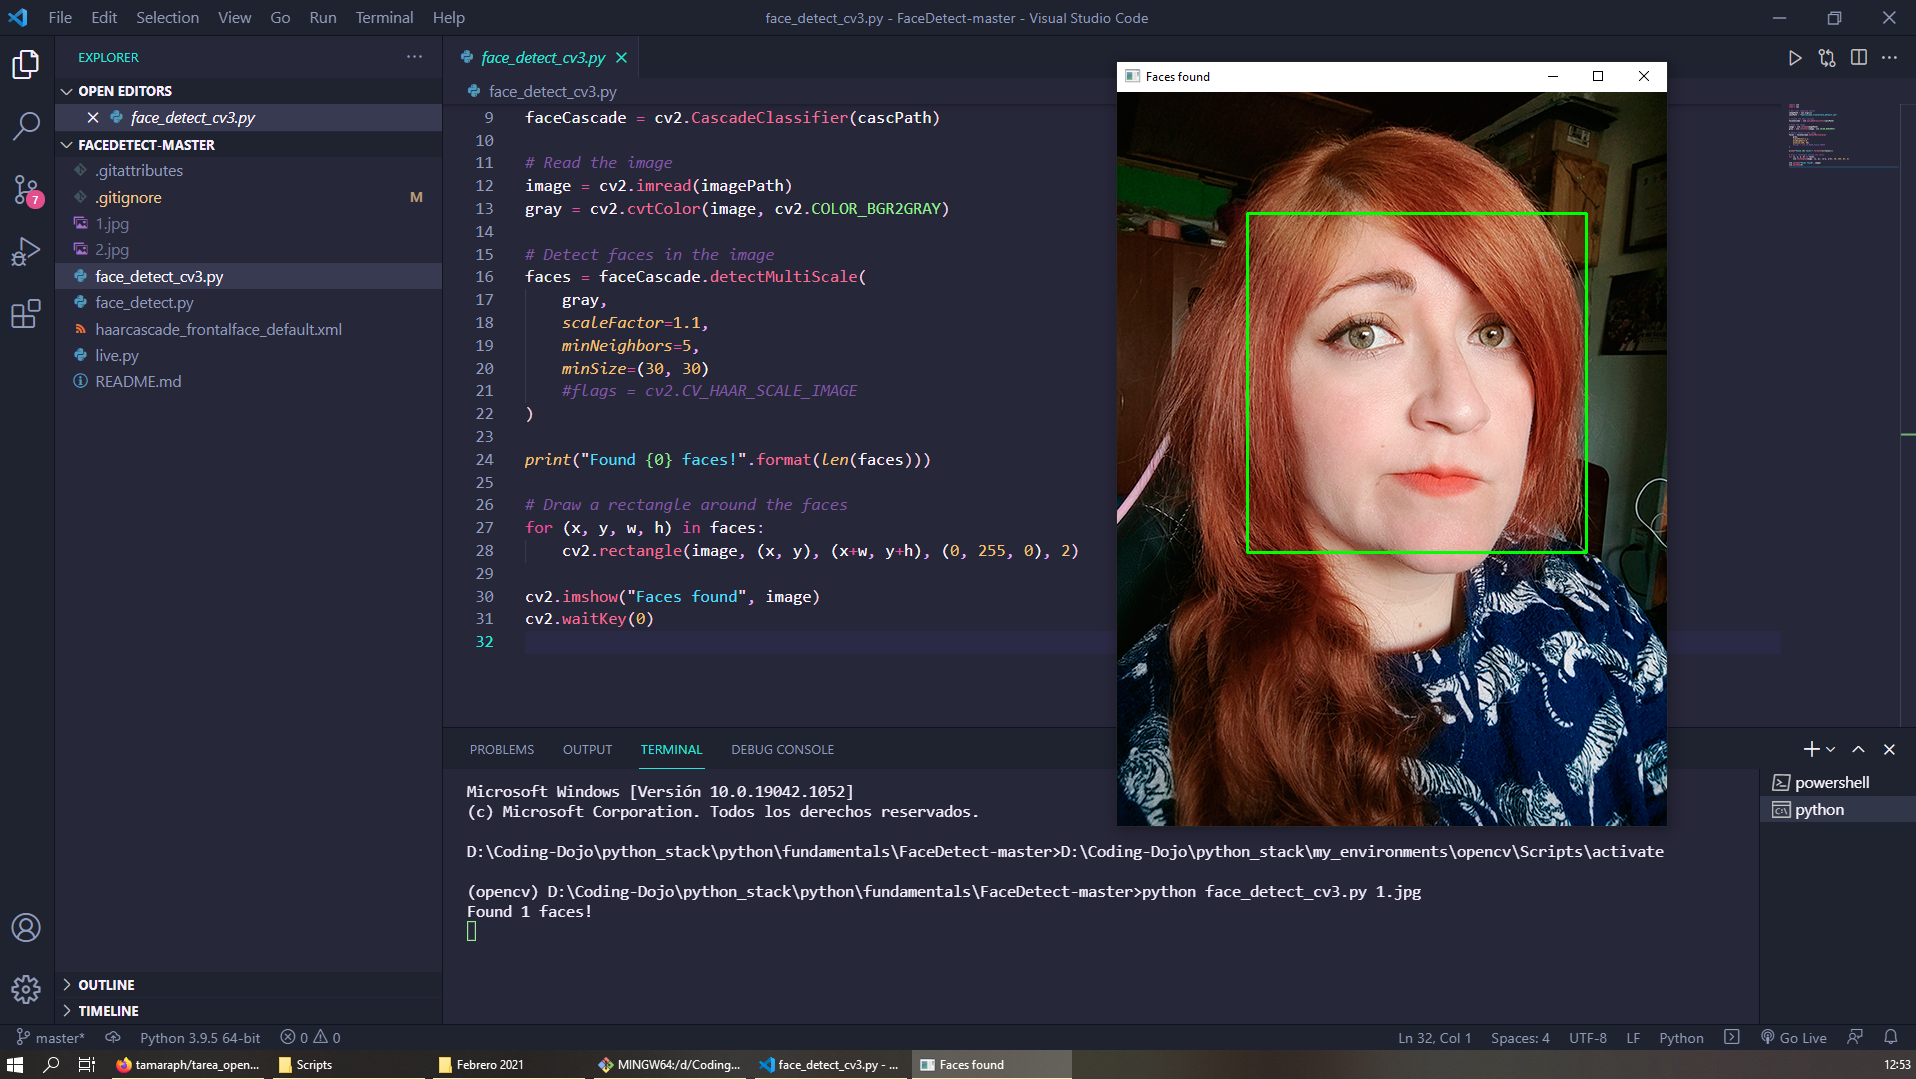 File Edit Selection View Go Run Terminal Help
face_detect_cv3.py - FaceDetect-master - Visual Studio Code
EXPLORER
OPEN EDITORS
face_detect_cv3.py
FACEDETECT-MASTER
.gitattributes
.gitignore M
1.jpg
2.jpg
face_detect_cv3.py
face_detect.py
haarcascade_frontalface_default.xml
live.py
README.md
7
OUTLINE
TIMELINE
face_detect_cv3.py
face_detect_cv3.py
9 faceCascade = cv2.CascadeClassifier(cascPath)
10
11 # Read the image
12 image = cv2.imread(imagePath)
13 gray = cv2.cvtColor(image, cv2.COLOR_BGR2GRAY)
14
15 # Detect faces in the image
16 faces = faceCascade.detectMultiScale(
17 gray,
18 scaleFactor=1.1,
19 minNeighbors=5,
20 minSize=(30, 30)
21 #flags = cv2.CV_HAAR_SCALE_IMAGE
22 )
23
24 print("Found {0} faces!".format(len(faces)))
25
26 # Draw a rectangle around the faces
27 for (x, y, w, h) in faces:
28 cv2.rectangle(image, (x, y), (x+w, y+h), (0, 255, 0), 2)
29
30 cv2.imshow("Faces found", image)
31 cv2.waitKey(0)
32
Faces found
PROBLEMS OUTPUT TERMINAL DEBUG CONSOLE
Microsoft Windows [Versión 10.0.19042.1052]
(c) Microsoft Corporation. Todos los derechos reservados.
D:\Coding-Dojo\python_stack\python\fundamentals\FaceDetect-master>D:\Coding-Dojo\python_stack\my_environments\opencv\Scripts\activate
(opencv) D:\Coding-Dojo\python_stack\python\fundamentals\FaceDetect-master>python face_detect_cv3.py 1.jpg
Found 1 faces!
powershell
python
master* Python 3.9.5 64-bit 0 0
Ln 32, Col 1 Spaces: 4 UTF-8 LF Python Go Live
tamaraph/tarea_open... Scripts Febrero 2021 MINGW64:/d/Coding... face_detect_cv3.py - ... Faces found 12:53